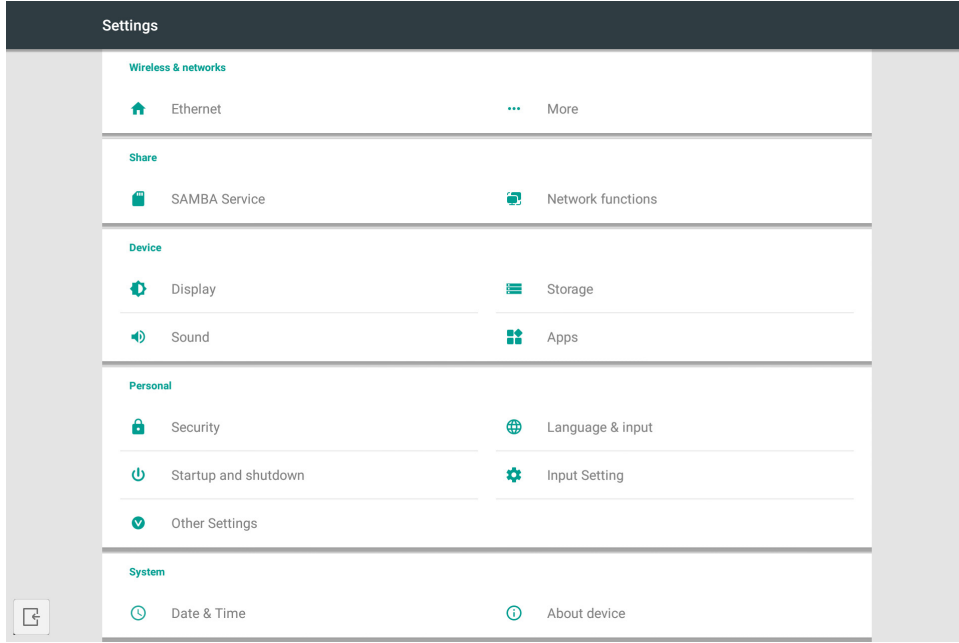 Settings
Wireless & networks
Ethernet
More
Share
SAMBA Service
Network functions
Device
Display
Storage
Sound
Apps
Personal
Security
Language & input
Startup and shutdown
Input Setting
Other Settings
System
Date & Time
About device